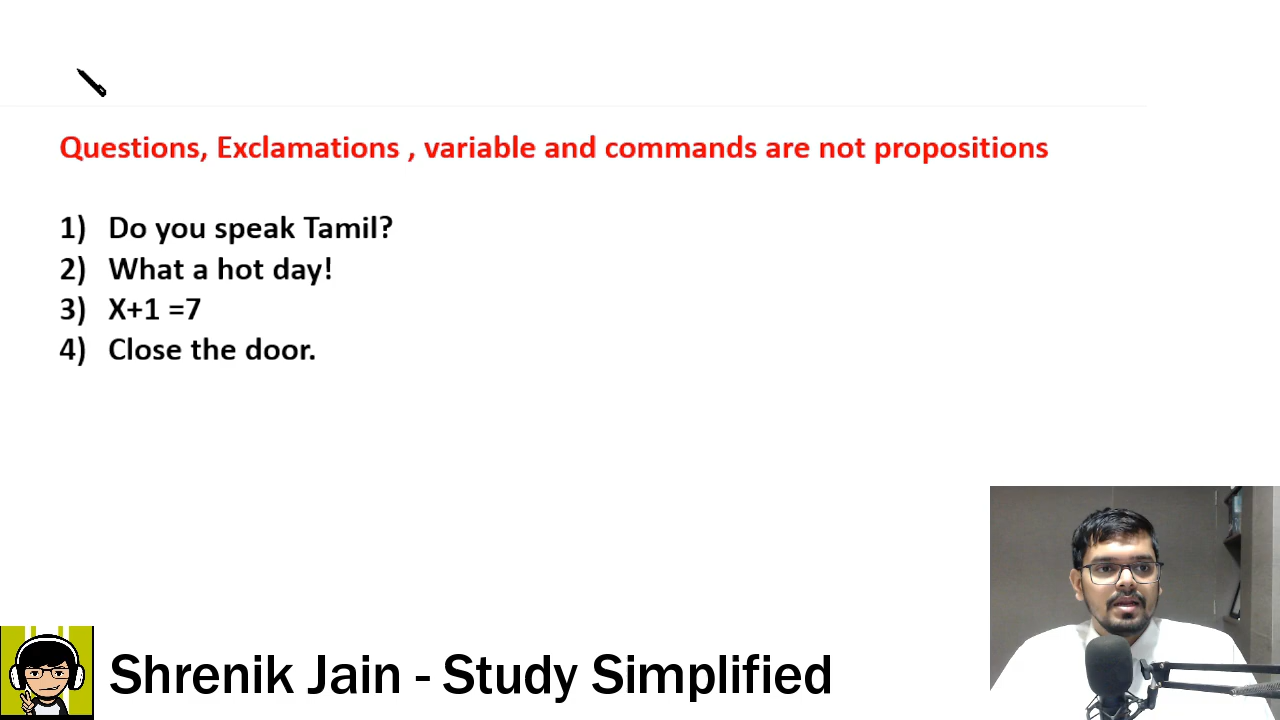 Questions, Exclamations , variable and commands are not propositions
1) Do you speak Tamil?
2) What a hot day!
3) X+1 =7
4) Close the door.
Shrenik Jain - Study Simplified